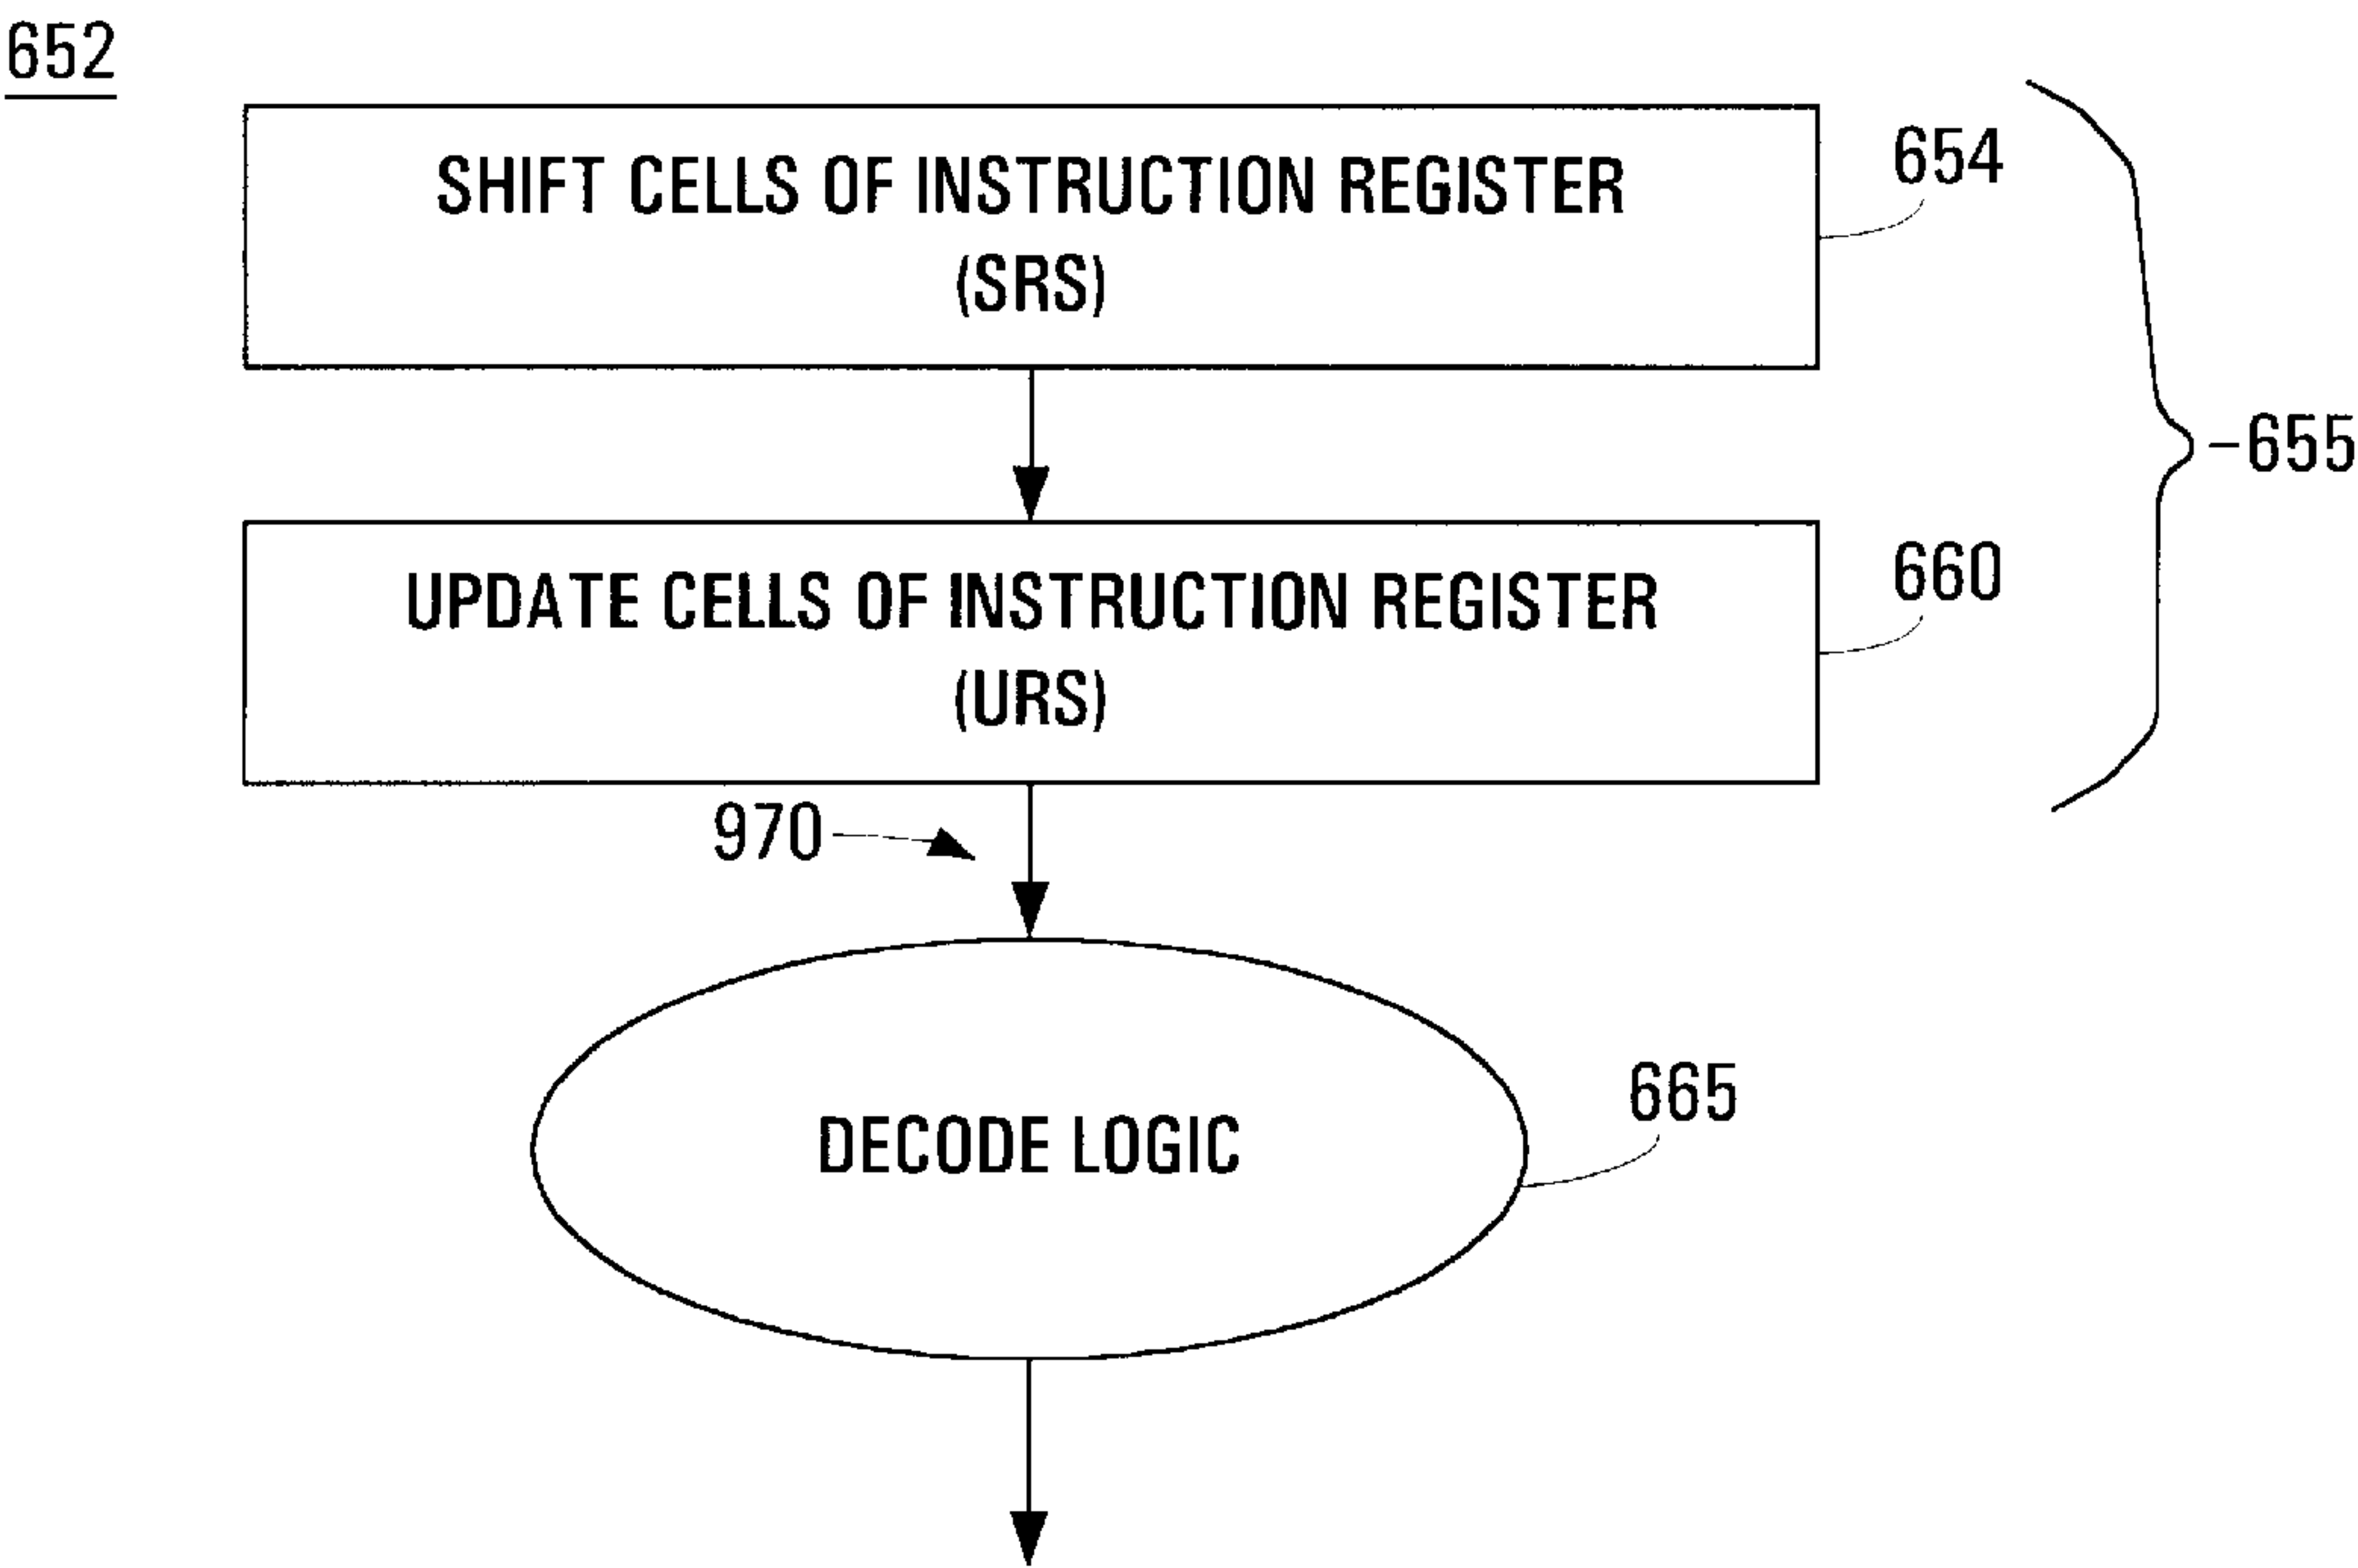 652
SHIFT CELLS OF INSTRUCTION REGISTER
654
(SRS)
-655
UPDATE CELLS OF INSTRUCTION REGISTER
660
(URS)
970
DECODE LOGIC
665